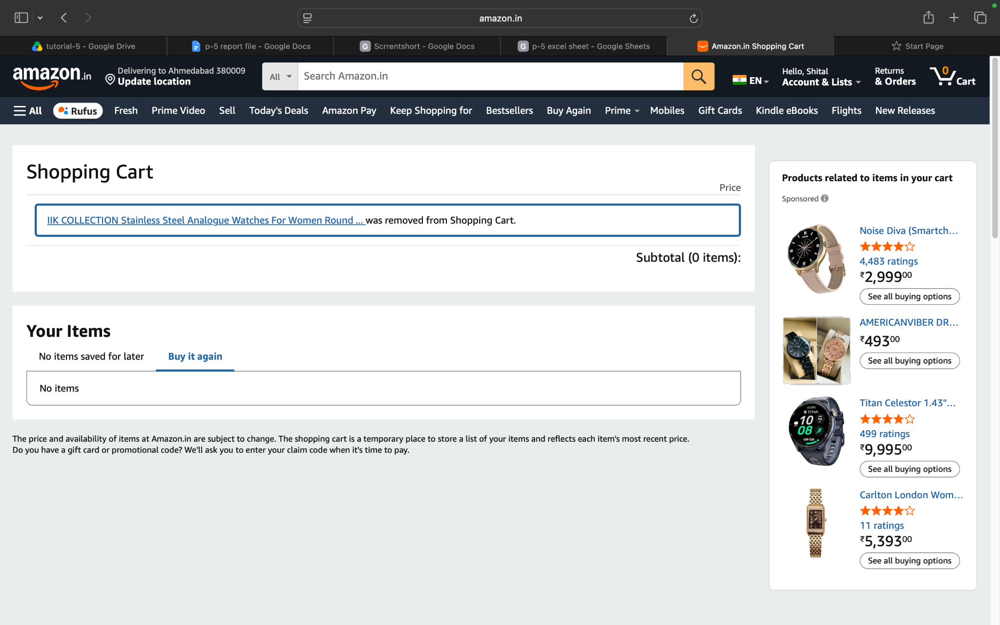 amazon.in
tutorial-5 - Google Drive
p-5 report file - Google Docs
Scrrentshort - Google Docs
p-5 excel sheet - Google Sheets
Amazon.in Shopping Cart
Start Page
amazon.in
Delivering to Ahmedabad 380009
Update location
All
Search Amazon.in
EN
Hello, Shital
Account & Lists
Returns
& Orders
0
Cart
All
Rufus
Fresh
Prime Video
Sell
Today's Deals
Amazon Pay
Keep Shopping for
Bestsellers
Buy Again
Prime
Mobiles
Gift Cards
Kindle eBooks
Flights
New Releases
Shopping Cart
Price
IIK COLLECTION Stainless Steel Analogue Watches For Women Round ... was removed from Shopping Cart.
Subtotal (0 items):
Your Items
No items saved for later
Buy it again
No items
The price and availability of items at Amazon.in are subject to change. The shopping cart is a temporary place to store a list of your items and reflects each item's most recent price.
Do you have a gift card or promotional code? We'll ask you to enter your claim code when it's time to pay.
Products related to items in your cart
Sponsored
Noise Diva (Smartch...
4,483 ratings
₹2,99900
See all buying options
AMERICANVIBER DR...
₹49300
See all buying options
GPS
TITAN
10
914
08
439 Cal
Titan Celestor 1.43"...
499 ratings
₹9,99500
See all buying options
Carlton London Wom...
11 ratings
₹5,39300
See all buying options